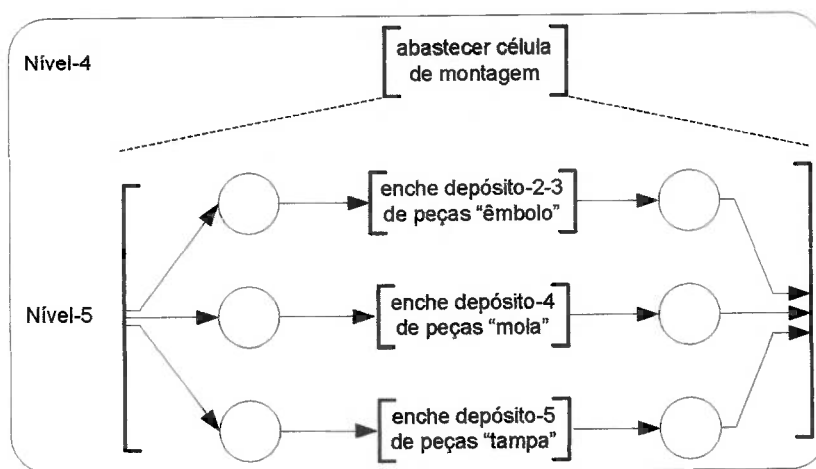 Nível-4
abastecer célula
de montagem
enche depósito-2-3
de peças “êmbolo”
Nível-5
enche depósito-4
de peças “mola”
enche depósito-5
de peças “tampa”